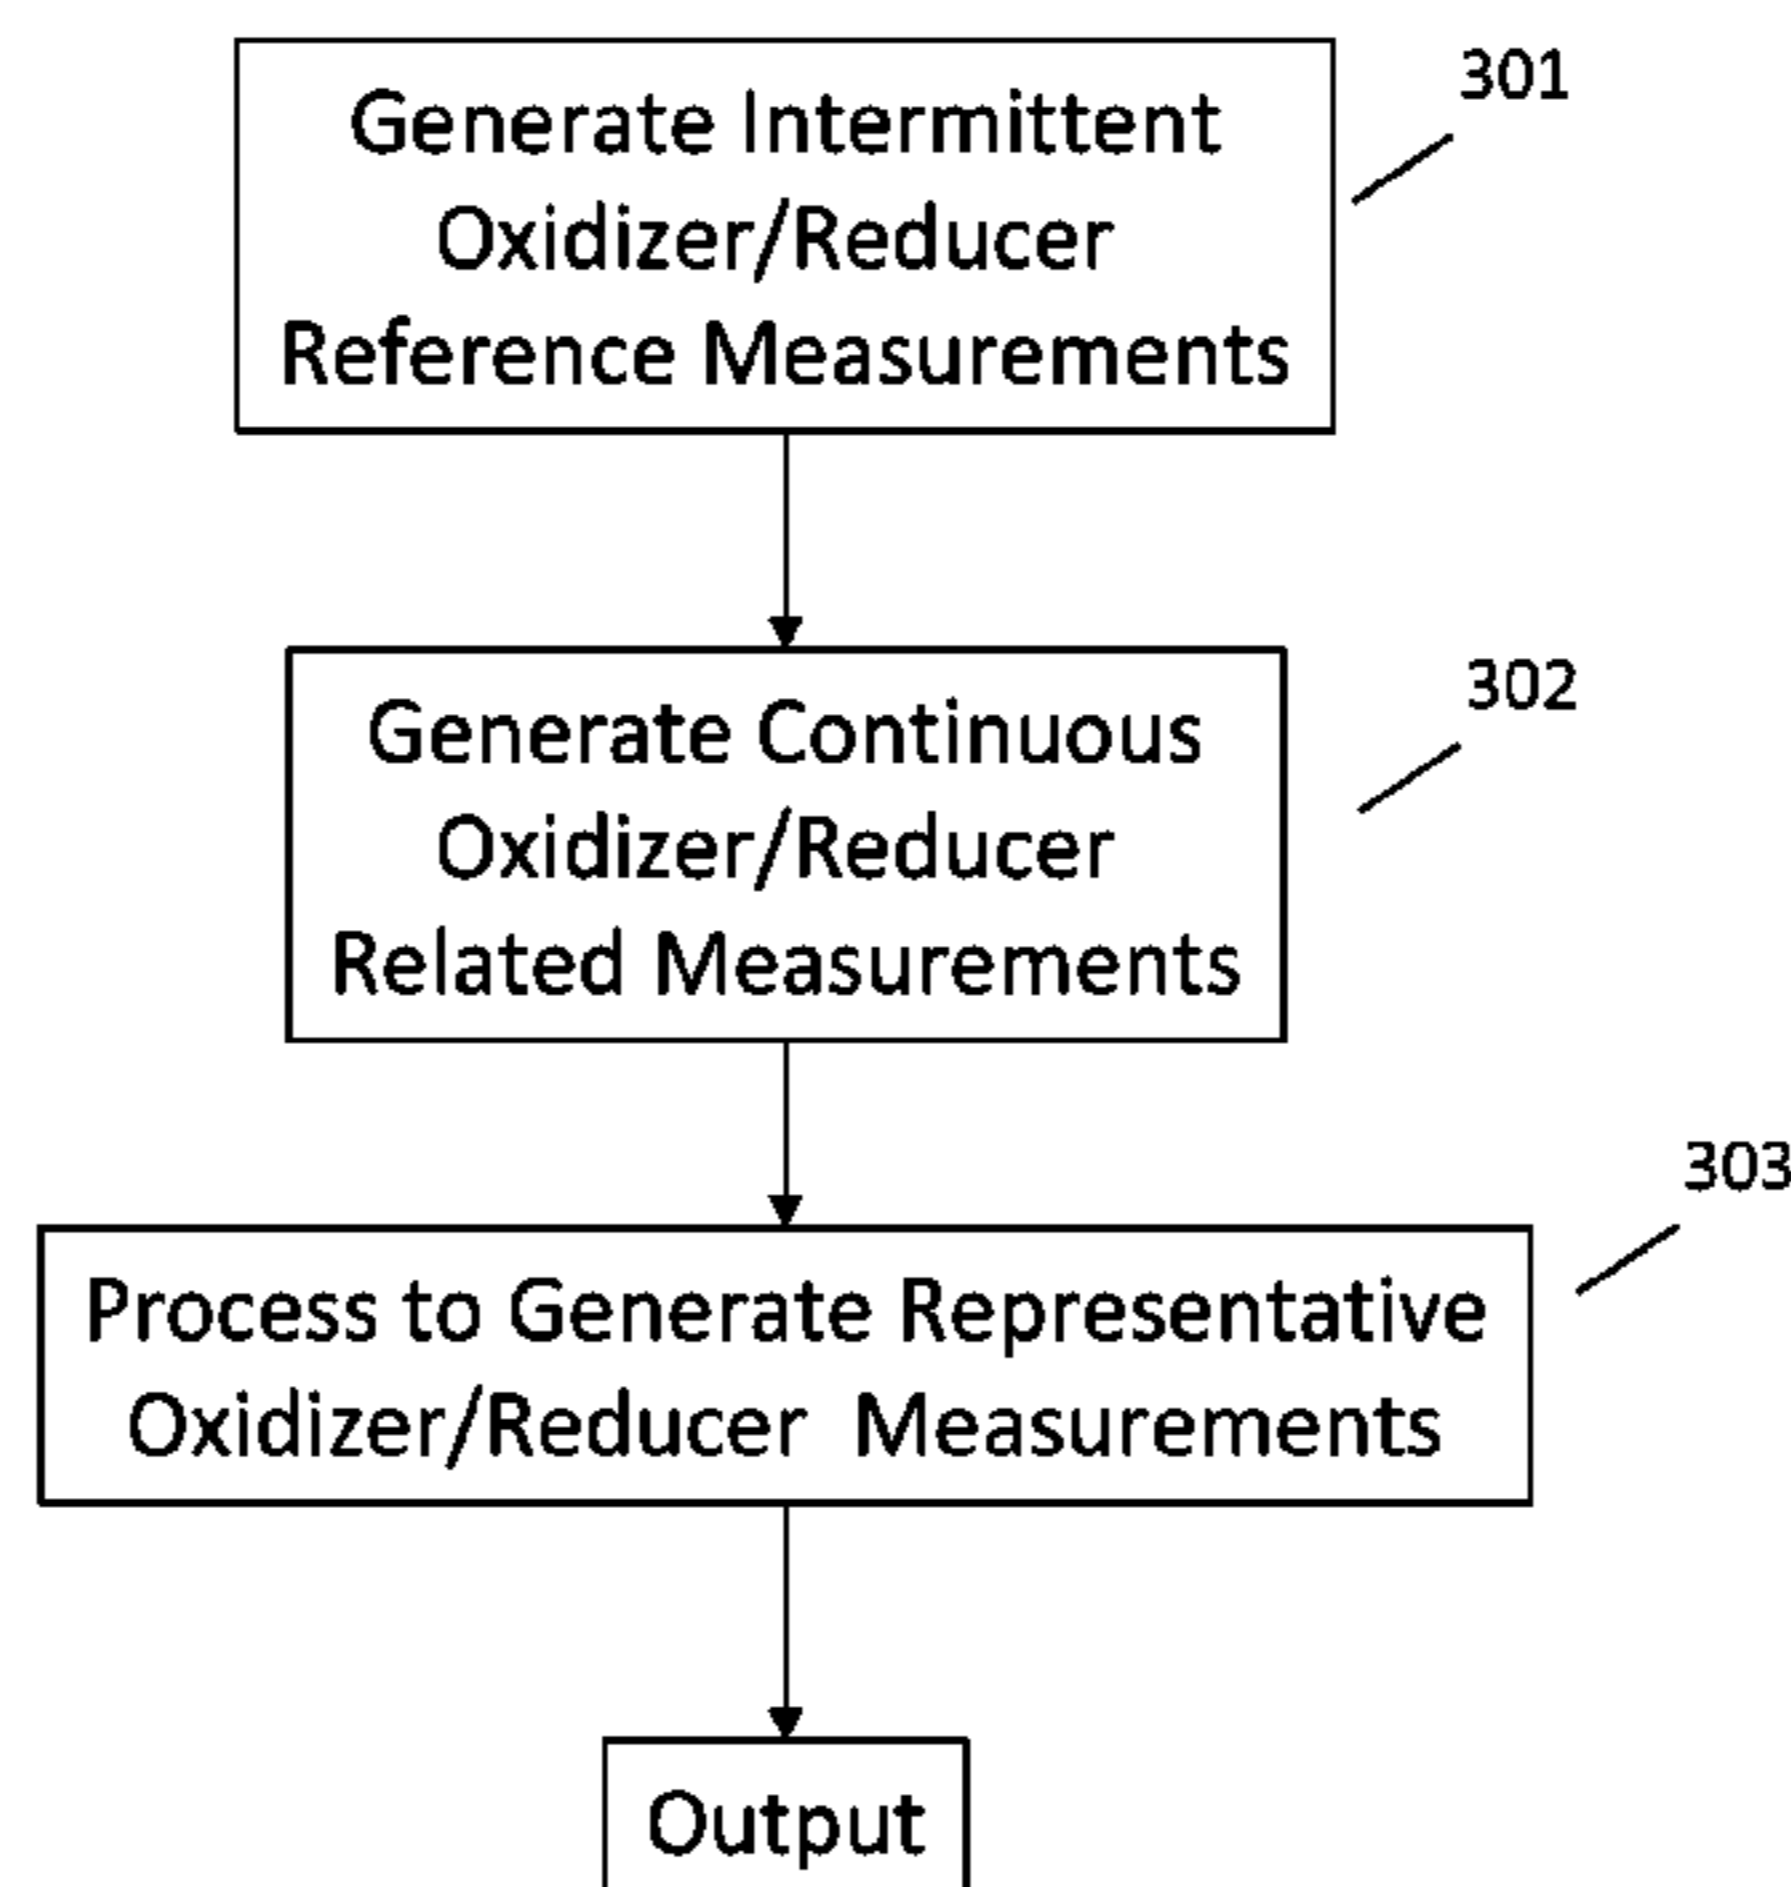 301
Generate Intermittent
Oxidizer/Reducer
Reference Measurements
302
Generate Continuous
Oxidizer/Reducer
Related Measurements
303
Process to Generate Representative
Oxidizer/Reducer Measurements
Output